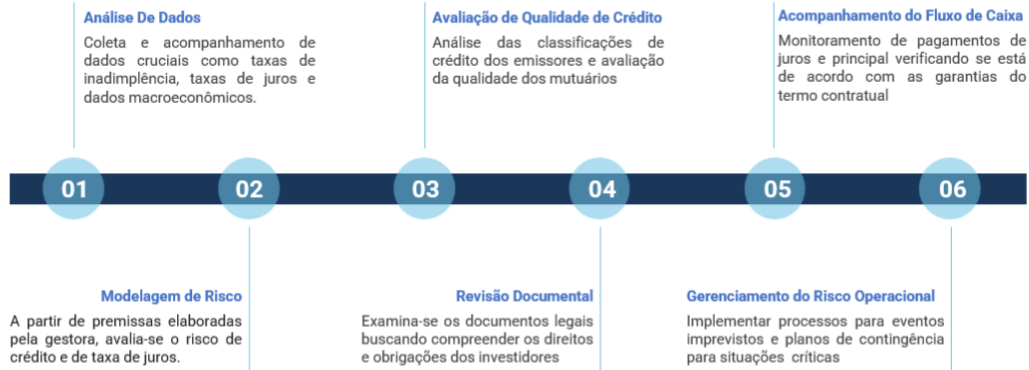 Análise De Dados
Coleta e acompanhamento de
dados cruciais como taxas de
inadimplência, taxas de juros e
dados macroeconômicos.
Avaliação de Qualidade de Crédito
Análise das classificações de
crédito dos emissores e avaliação
da qualidade dos mutuários
Acompanhamento do Fluxo de Caixa
Monitoramento de pagamentos de
juros e principal verificando se está
de acordo com as garantias do
termo contratual
01
02
03
04
05
06
Modelagem de Risco
A partir de premissas elaboradas
pela gestora, avalia-se o risco de
crédito e de taxa de juros.
Revisão Documental
Examina-se os documentos legais
buscando compreender os direitos
e obrigações dos investidores
Gerenciamento do Risco Operacional
Implementar processos para eventos
imprevistos e planos de contingência
para situações críticas